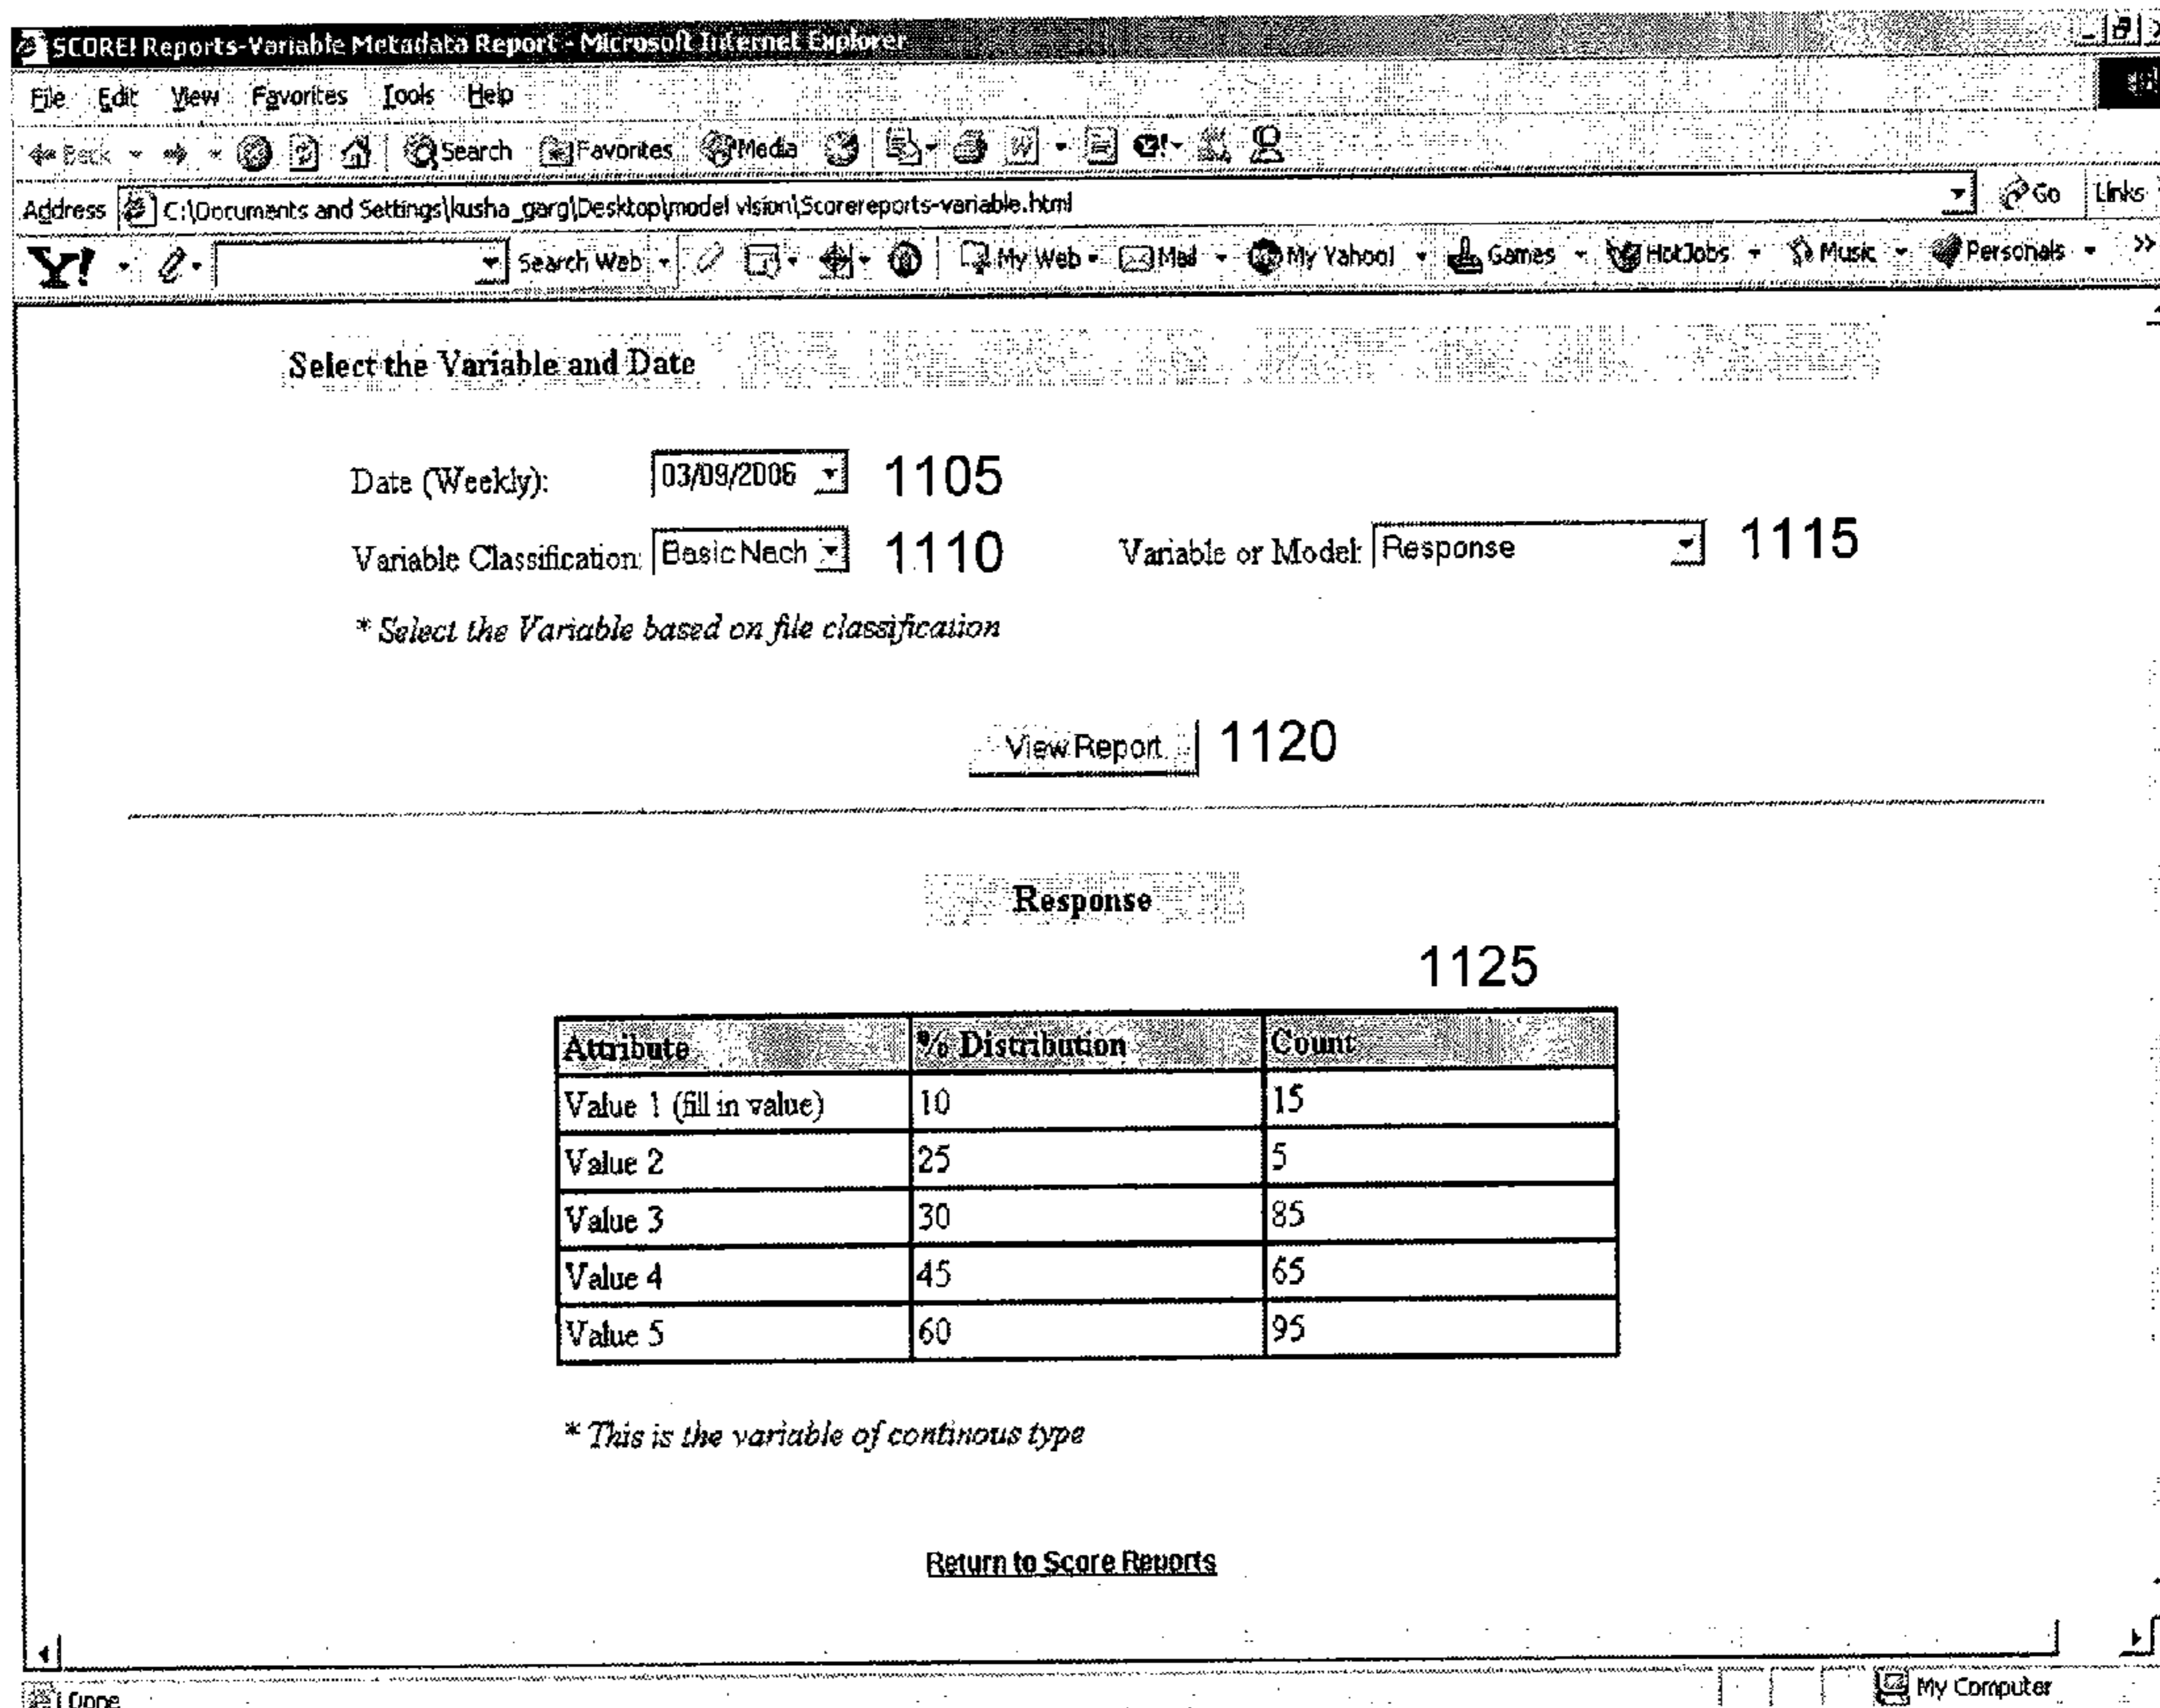 SCORE! Reports-Variable Metadata Report - Microsoft Internet Explorer
File Edit View Favorites Tools Help
Back Search Favorites Media
Address C:\Documents and Settings\kusha_garg\Desktop\model vision\Scorereports-variable.html Go Links
Y! Search Web My Web Mail My Yahoo! Games HotJobs Music Personals »
Select the Variable and Date
Date (Weekly): 03/09/2006 1105
Variable Classification: Basic Nech 1110 Variable or Model: Response 1115
* Select the Variable based on file classification
View Report 1120
Response
1125
Attribute % Distribution Count
Value 1 (fill in value) 10 15
Value 2 25 5
Value 3 30 85
Value 4 45 65
Value 5 60 95
* This is the variable of continous type
Return to Score Reports
Done My Computer